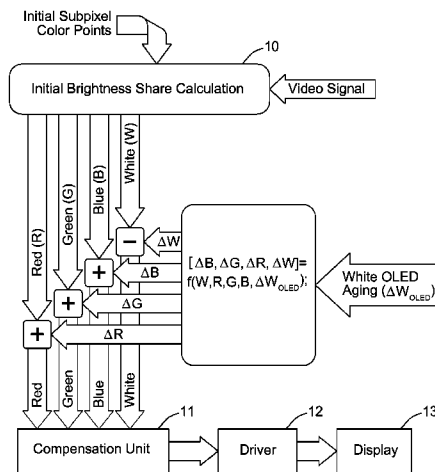 Initial Subpixel
Color Points
10
Initial Brightness Share Calculation
Video Signal
Red (R)
Green (G)
Blue (B)
White (W)
−
ΔW
+
ΔB
+
ΔG
+
ΔR
[ΔB, ΔG, ΔR, ΔW]=
f(W,R,G,B, ΔW_OLED);
White OLED
Aging (ΔW_OLED)
Red
Green
Blue
White
11
12
13
Compensation Unit
Driver
Display